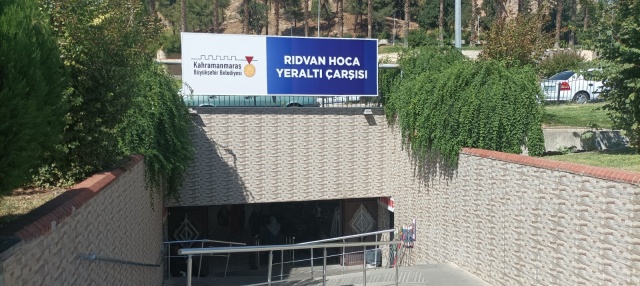 Kahramanmaraş
Büyükşehir Belediyesi
RIDVAN HOCA
YERALTI ÇARŞISI